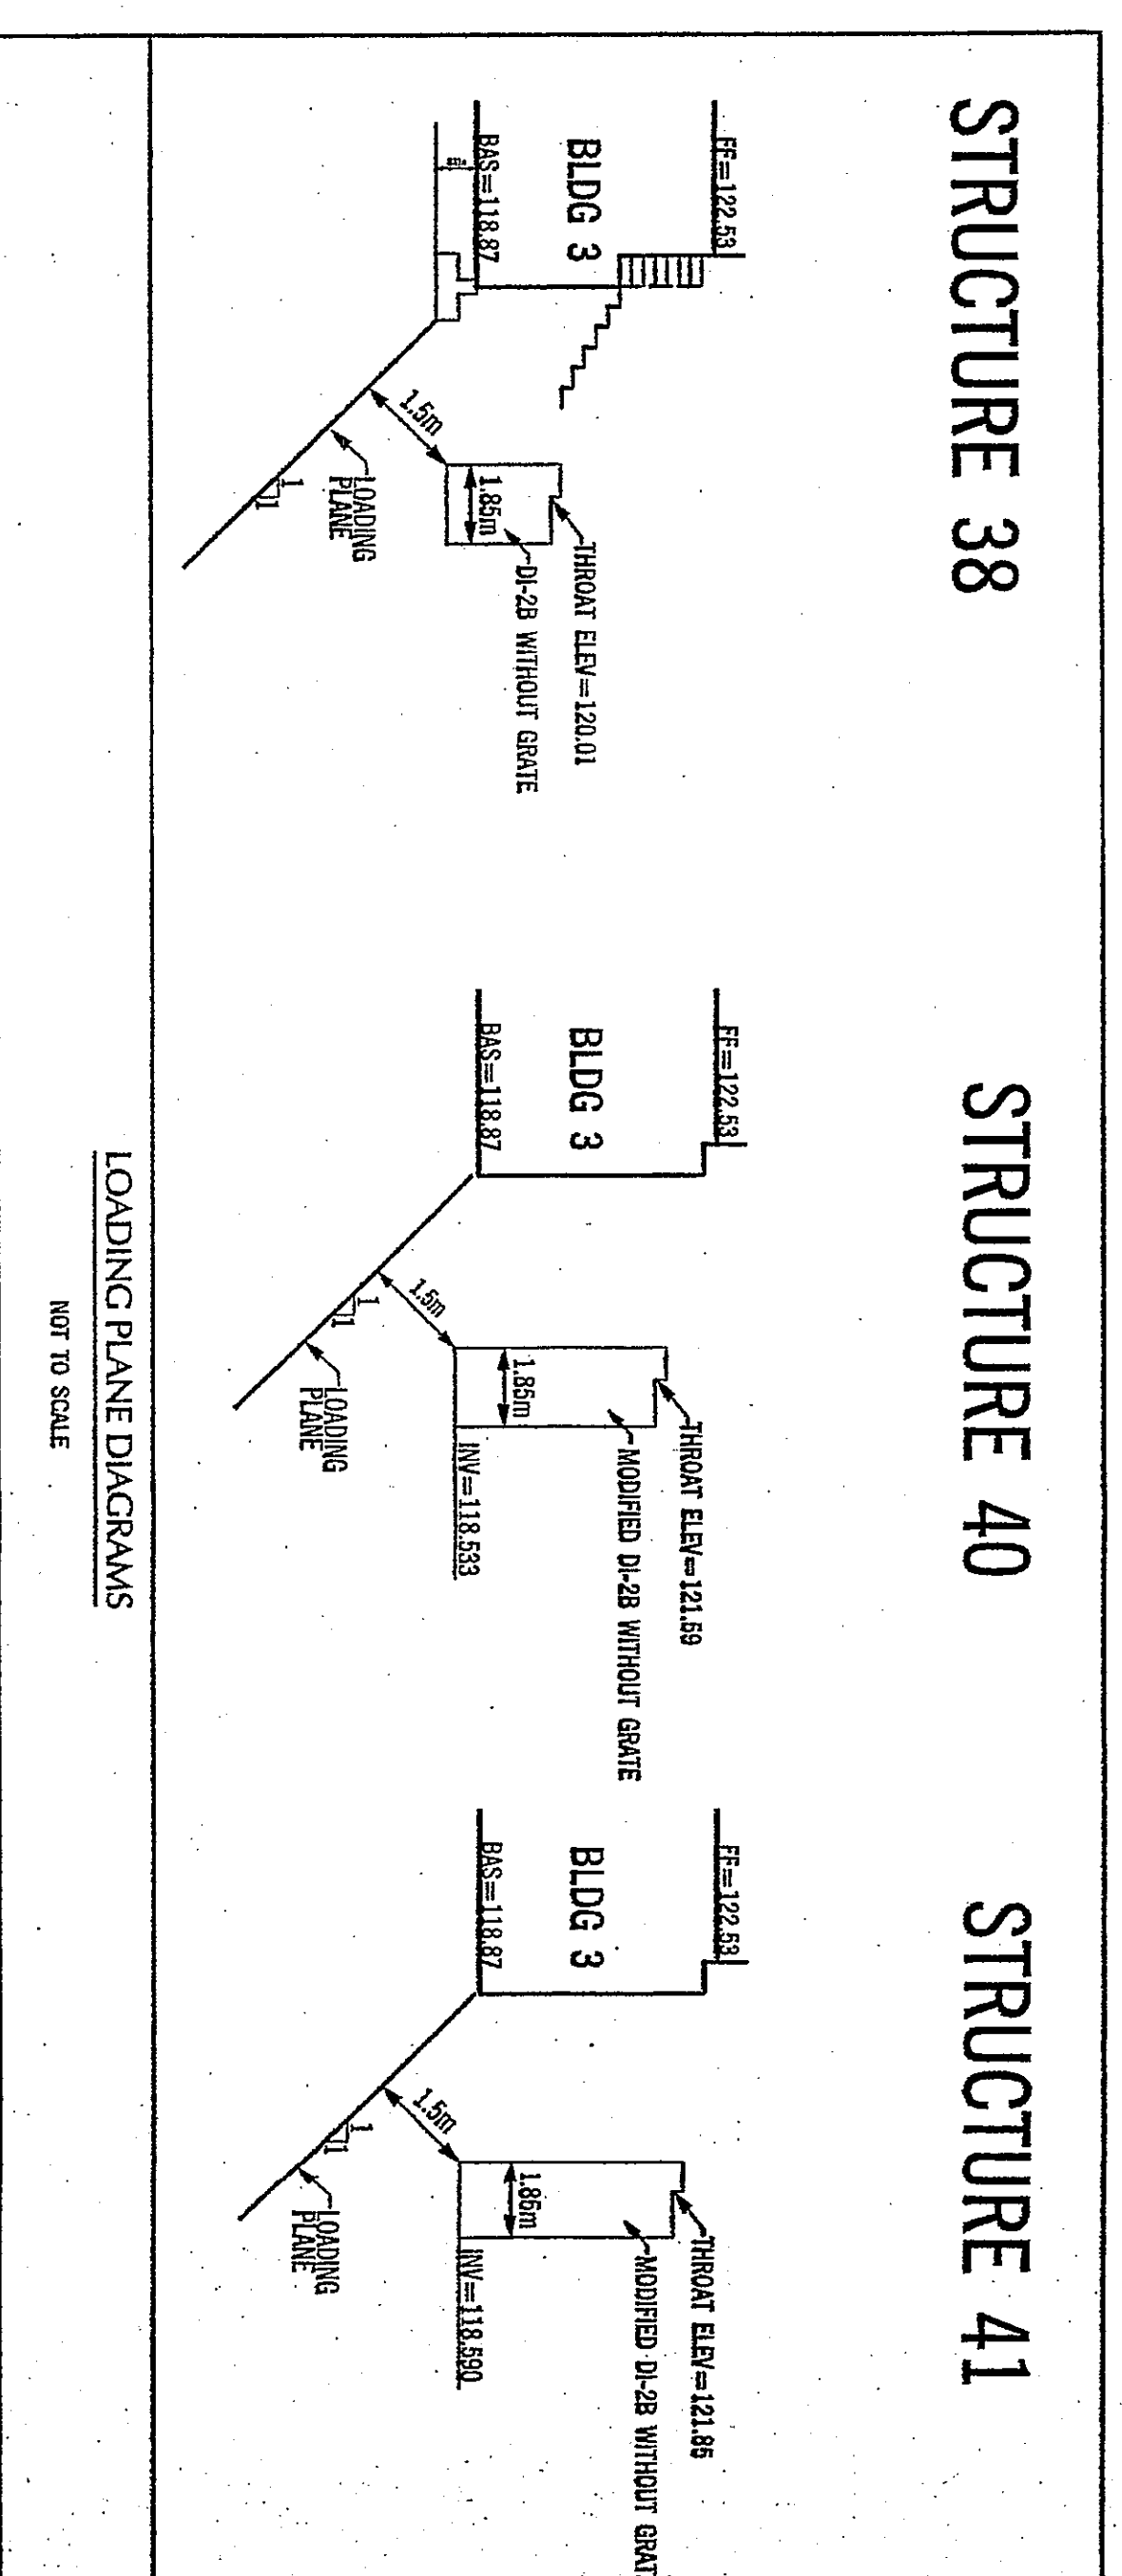 STRUCTURE 38
FF=122.53
BLDG 3
BAS=118.87
1.5m
1.85m
THROAT ELEV=120.01
DI-2B WITHOUT GRATE
LOADING
PLANE
1
1
STRUCTURE 40
FF=122.53
BLDG 3
BAS=118.87
1.5m
1.85m
THROAT ELEV=121.59
MODIFIED DI-2B WITHOUT GRATE
INV=118.533
1
1
LOADING
PLANE
STRUCTURE 41
FF=122.53
BLDG 3
BAS=118.87
1.5m
1.85m
THROAT ELEV=121.85
MODIFIED DI-2B WITHOUT GRAT
INV=118.590
1
1
LOADING
PLANE
LOADING PLANE DIAGRAMS
NOT TO SCALE